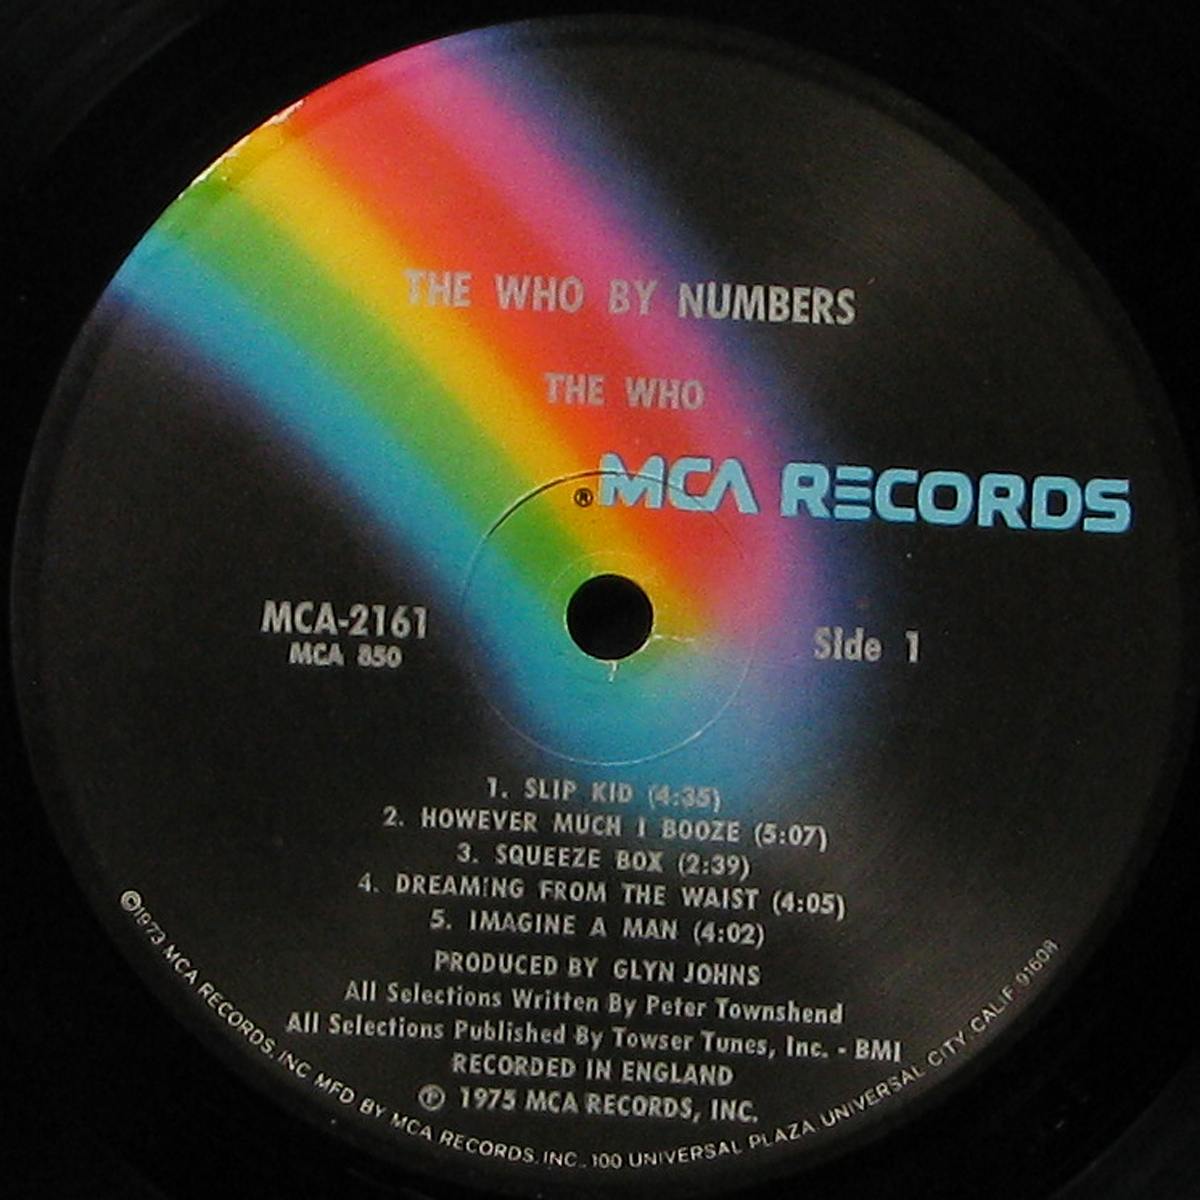 THE WHO BY NUMBERS
THE WHO
® MCA RECORDS
MCA-2161
MCA 850
Side 1
1. SLIP KID (4:35)
2. HOWEVER MUCH I BOOZE (5:07)
3. SQUEEZE BOX (2:39)
4. DREAMING FROM THE WAIST (4:05)
5. IMAGINE A MAN (4:02)
PRODUCED BY GLYN JOHNS
All Selections Written By Peter Townshend
All Selections Published By Towser Tunes, Inc. - BMI
RECORDED IN ENGLAND
℗ 1975 MCA RECORDS, INC.
©1973 MCA RECORDS, INC MFD BY MCA RECORDS, INC., 100 UNIVERSAL PLAZA UNIVERSAL CITY, CALIF 91608